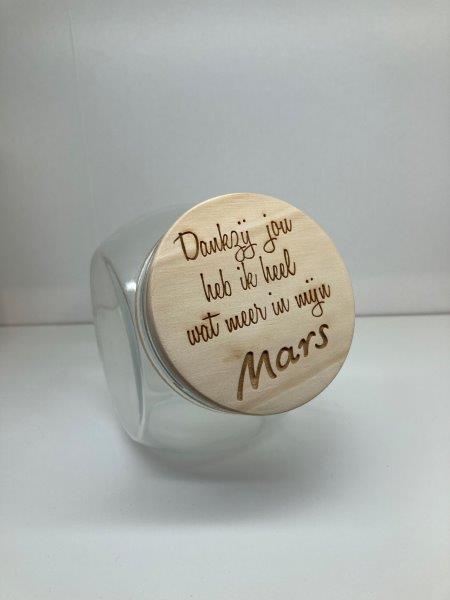 Dankzij jou
heb ik heel
wat meer in mijn
Mars